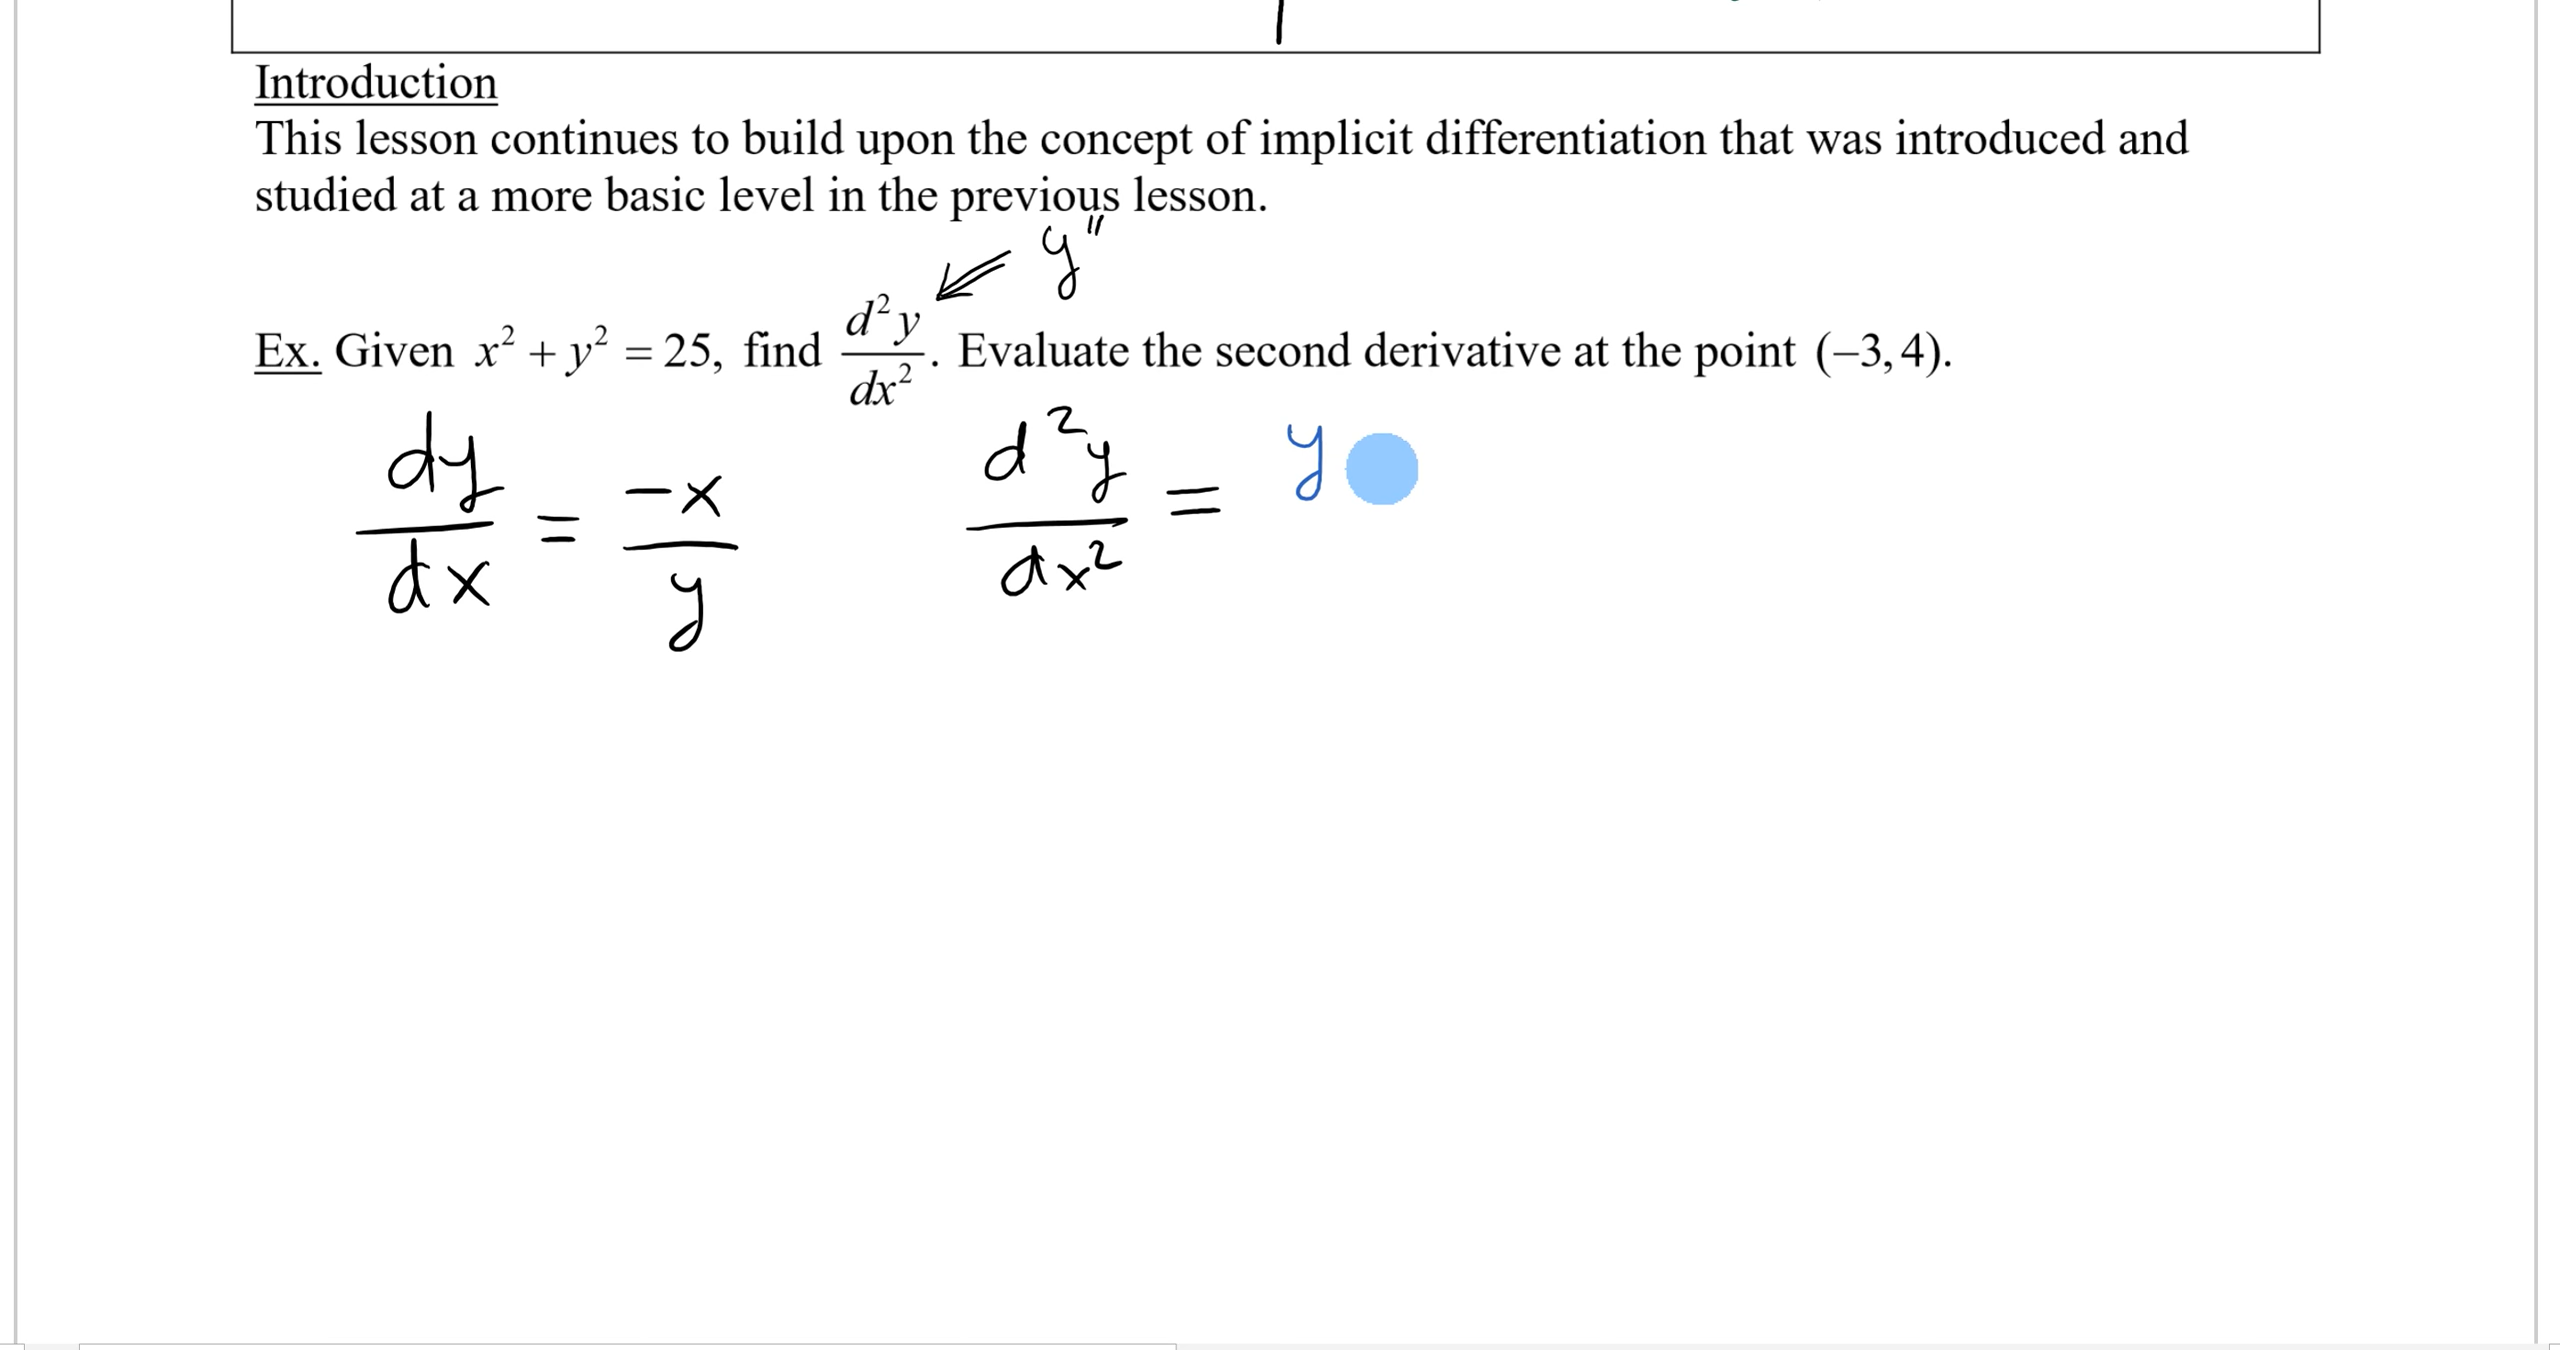 Introduction
This lesson continues to build upon the concept of implicit differentiation that was introduced and
studied at a more basic level in the previous lesson.
y"
Ex. Given x² + y² = 25, find d²y/dx². Evaluate the second derivative at the point (−3, 4).
dy/dx = -x/y d²y/dx² = y